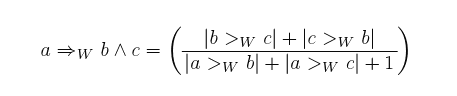 a ⇒_W b ∧ c = ( (|b >_W c| + |c >_W b|) / (|a >_W b| + |a >_W c| + 1) )